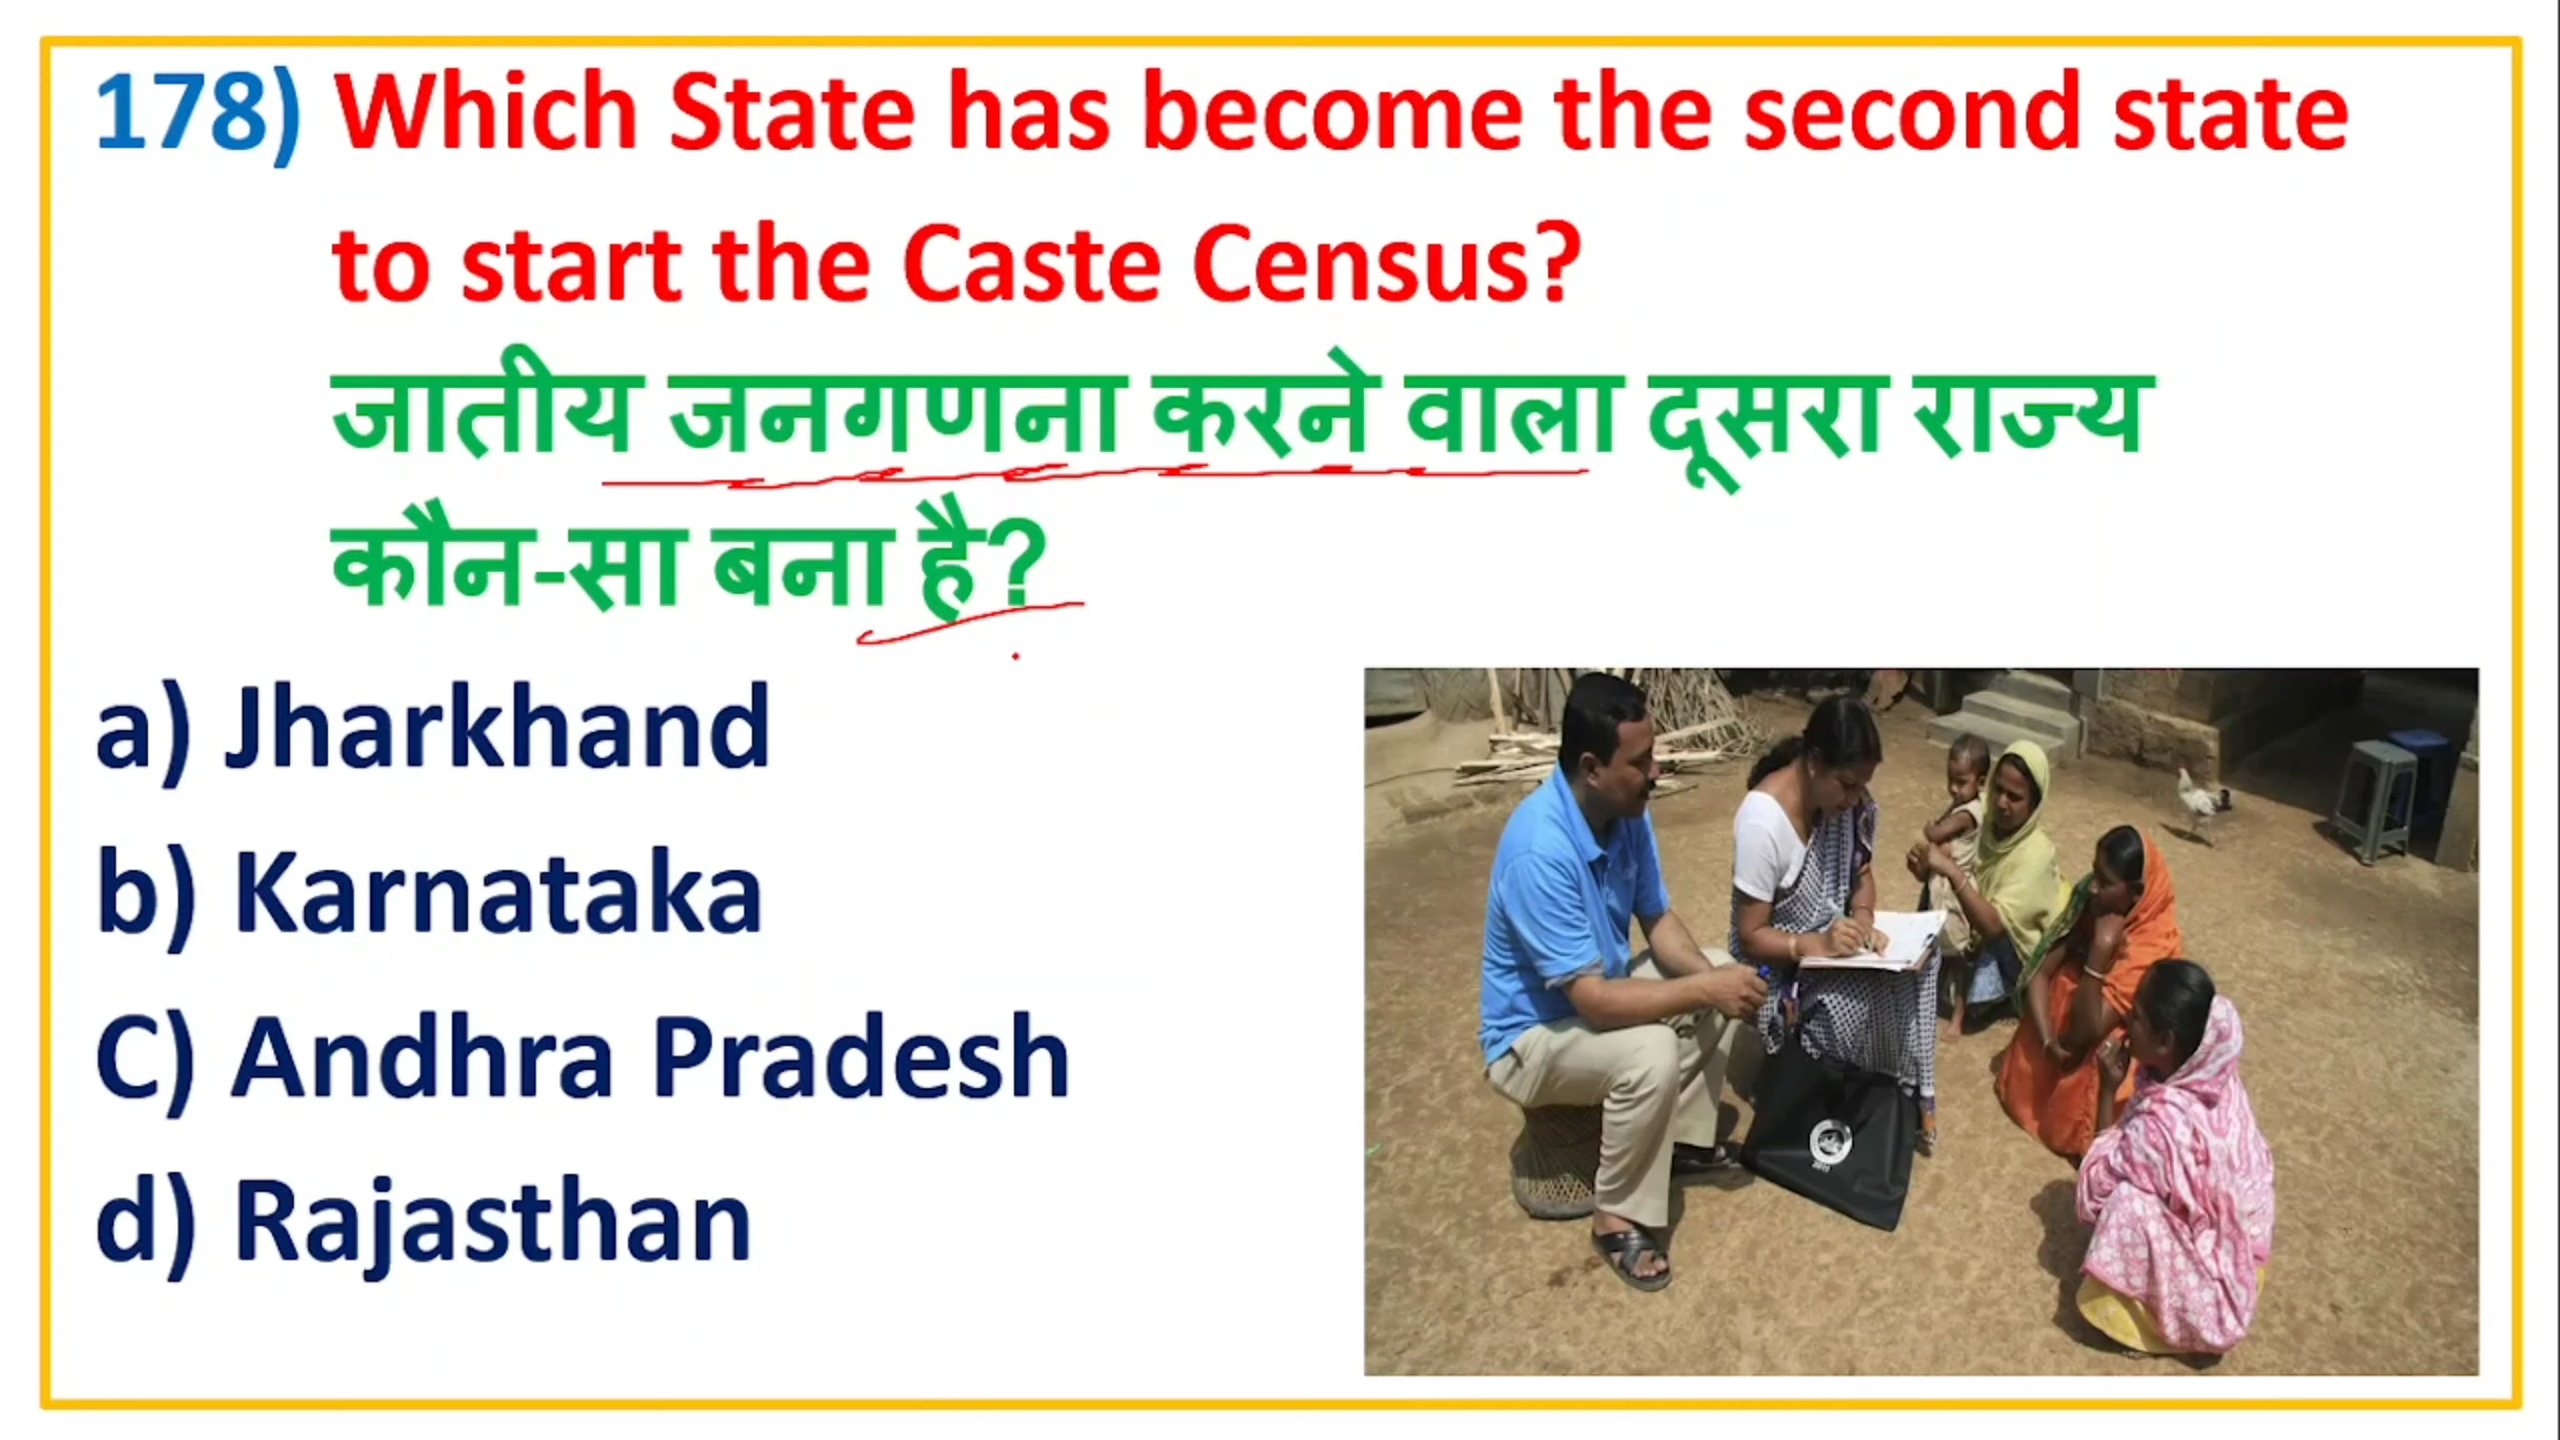 178) Which State has become the second state
to start the Caste Census?
जातीय जनगणना करने वाला दूसरा राज्य
कौन-सा बना है?
a) Jharkhand
b) Karnataka
C) Andhra Pradesh
d) Rajasthan